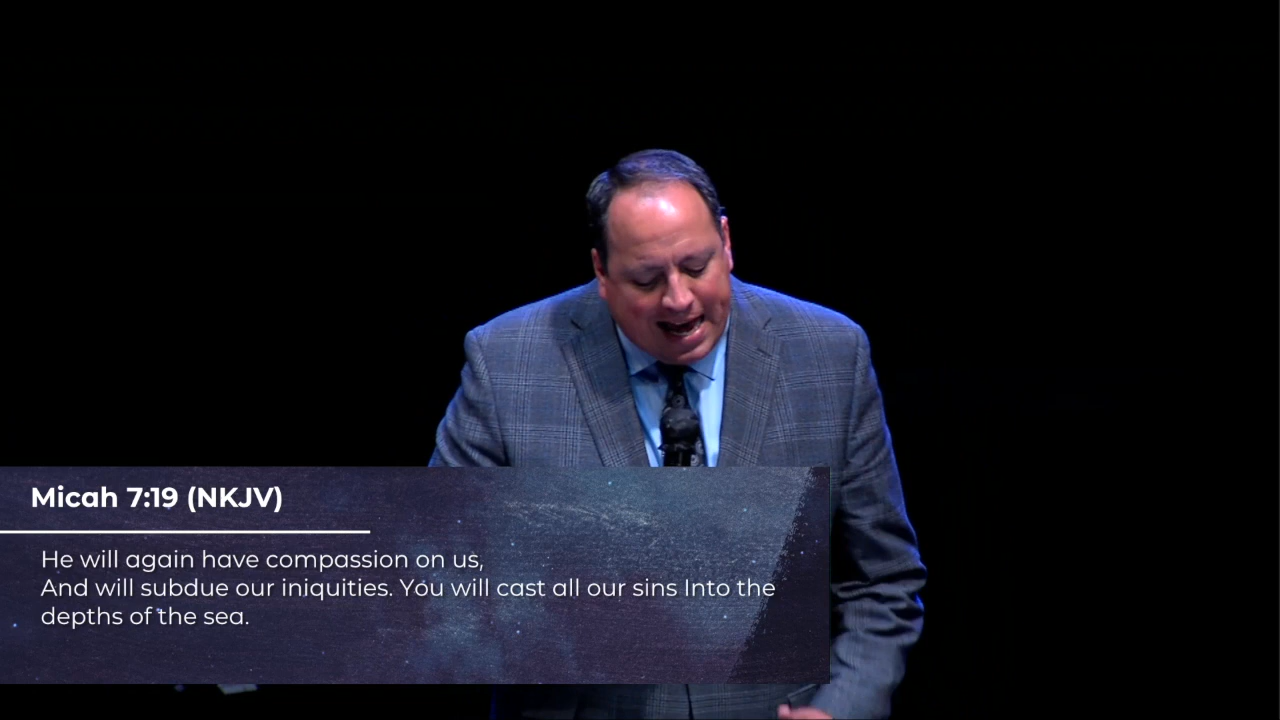 Micah 7:19 (NKJV)
He will again have compassion on us,
And will subdue our iniquities. You will cast all our sins Into the
depths of the sea.